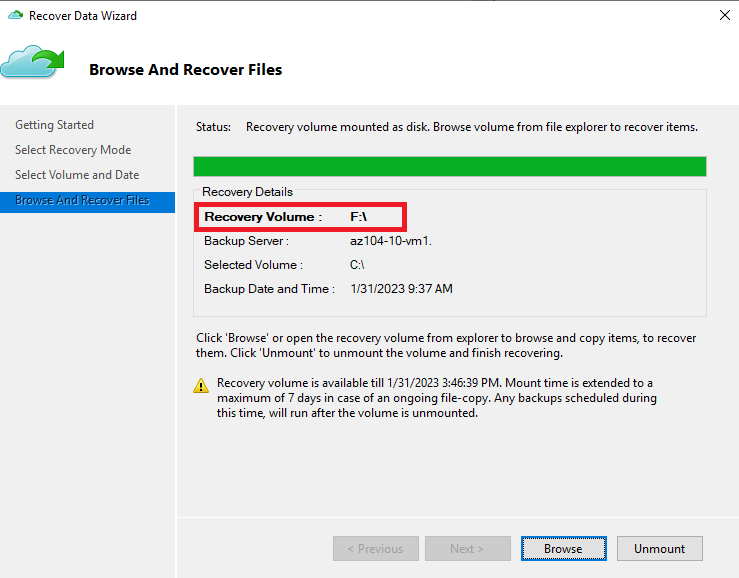 Recover Data Wizard
Browse And Recover Files
Getting Started
Select Recovery Mode
Select Volume and Date
Browse And Recover Files
Status: Recovery volume mounted as disk. Browse volume from file explorer to recover items.
Recovery Details
Recovery Volume : F:\
Backup Server : az104-10-vm1.
Selected Volume : C:\
Backup Date and Time : 1/31/2023 9:37 AM
Click 'Browse' or open the recovery volume from explorer to browse and copy items, to recover
them. Click 'Unmount' to unmount the volume and finish recovering.
Recovery volume is available till 1/31/2023 3:46:39 PM. Mount time is extended to a
maximum of 7 days in case of an ongoing file-copy. Any backups scheduled during
this time, will run after the volume is unmounted.
< Previous Next > Browse Unmount